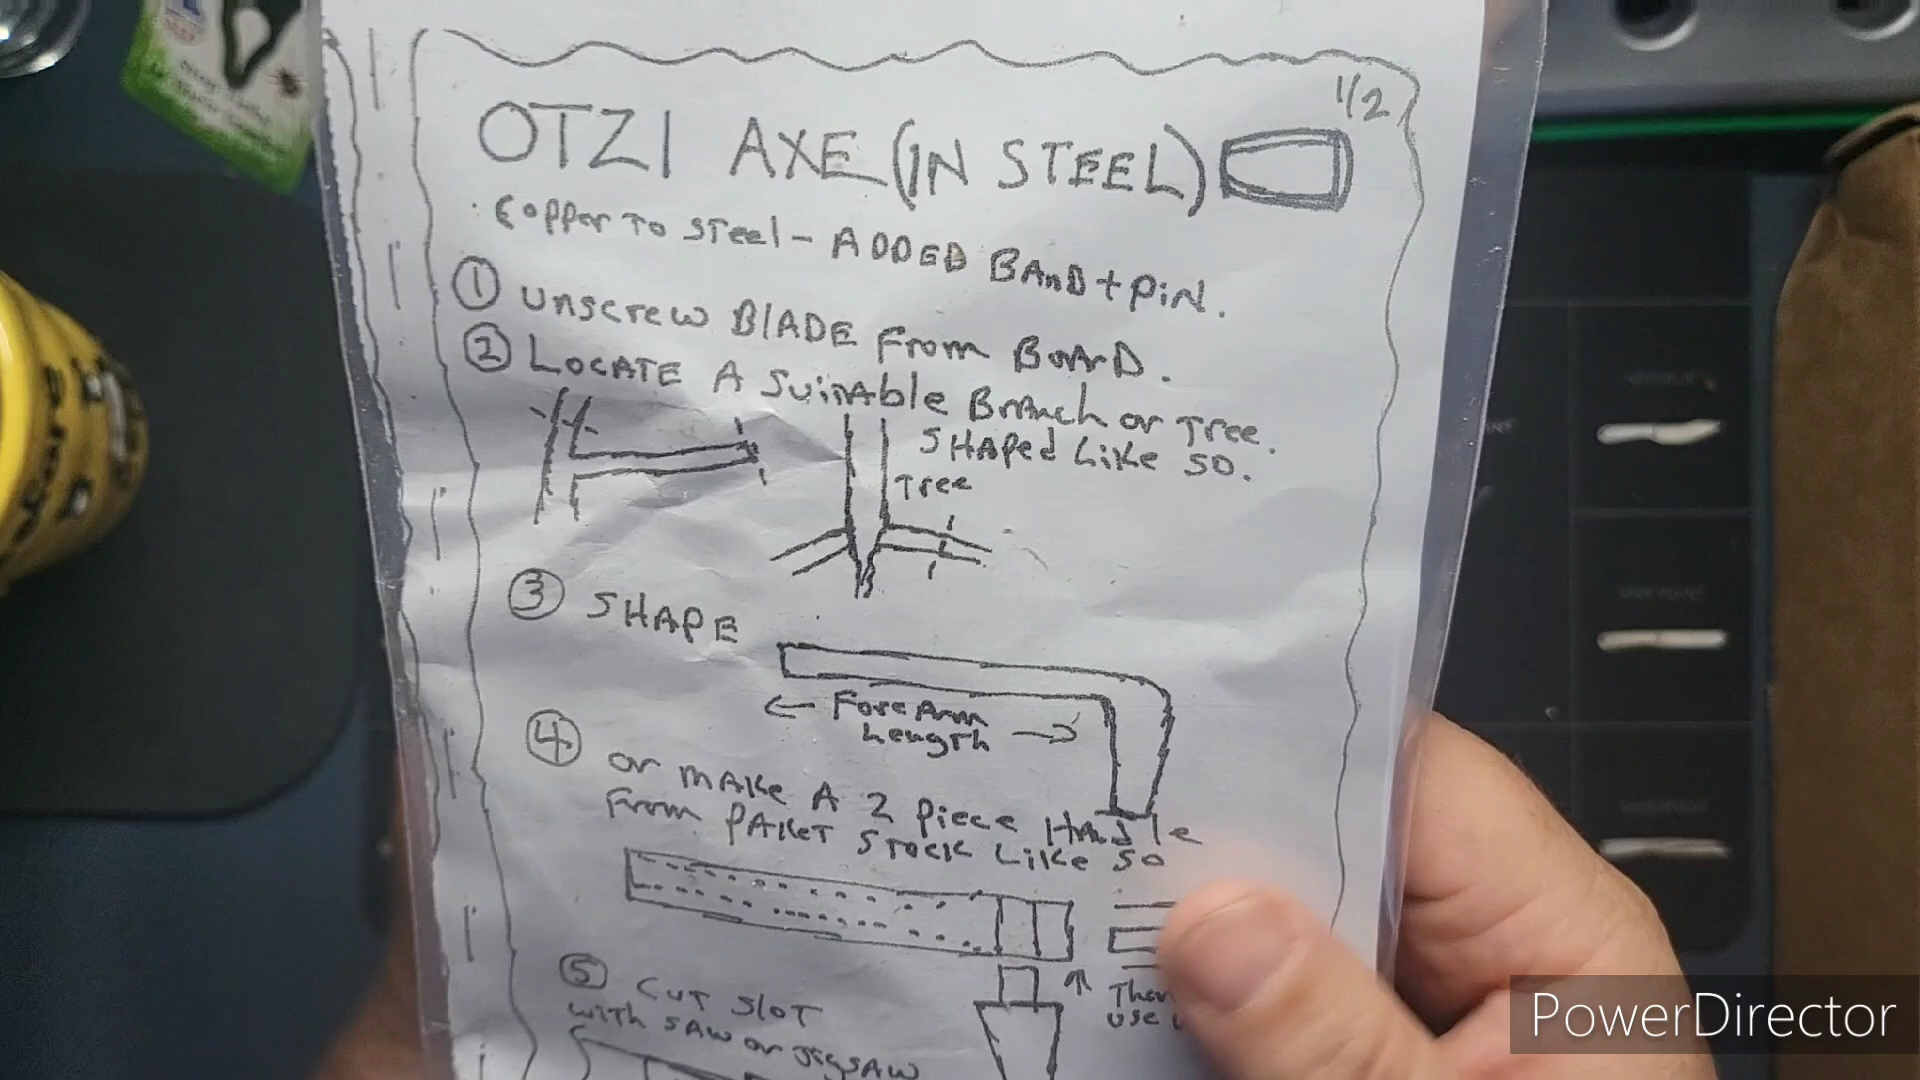 1/2
OTZI AXE (IN STEEL)
Copper To Steel - ADDED BAnD + PiN.
① Unscrew BlADE From BoArD.
② LOCATE A SuitAble BrAnch or Tree.
SHAPed Like SO.
Tree
③ SHAPE
← ForeArm Length →
④ or mAKe A 2 piece HAndle
From PALleT STock Like So
⑤ CUT SloT
with SAW or JigSAW
use
PowerDirector